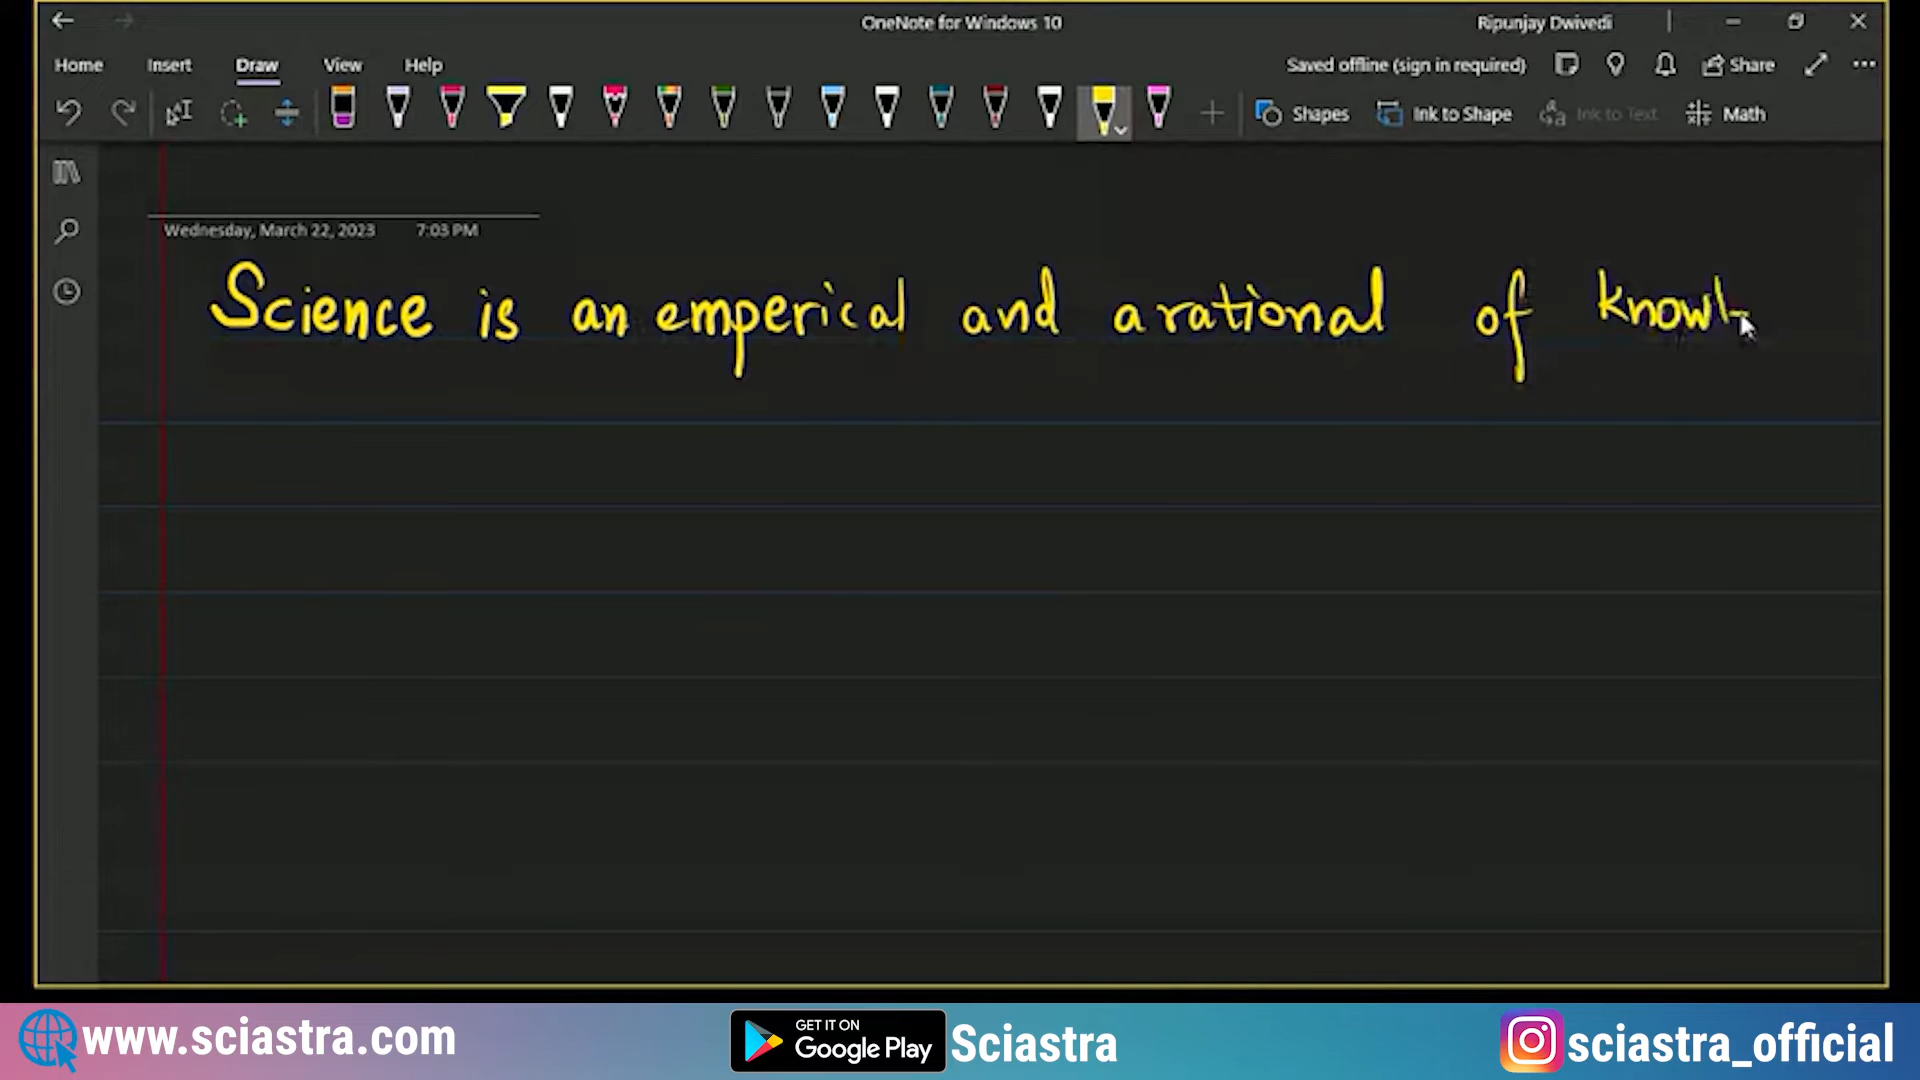 OneNote for Windows 10
Ripunjay Dwivedi
Home Insert Draw View Help
Saved offline (sign in required) Share
Shapes Ink to Shape Ink to Text Math
Wednesday, March 22, 2023 7:03 PM
Science is an emperical and a rational of knowl
www.sciastra.com
GET IT ON
Google Play
Sciastra
sciastra_official